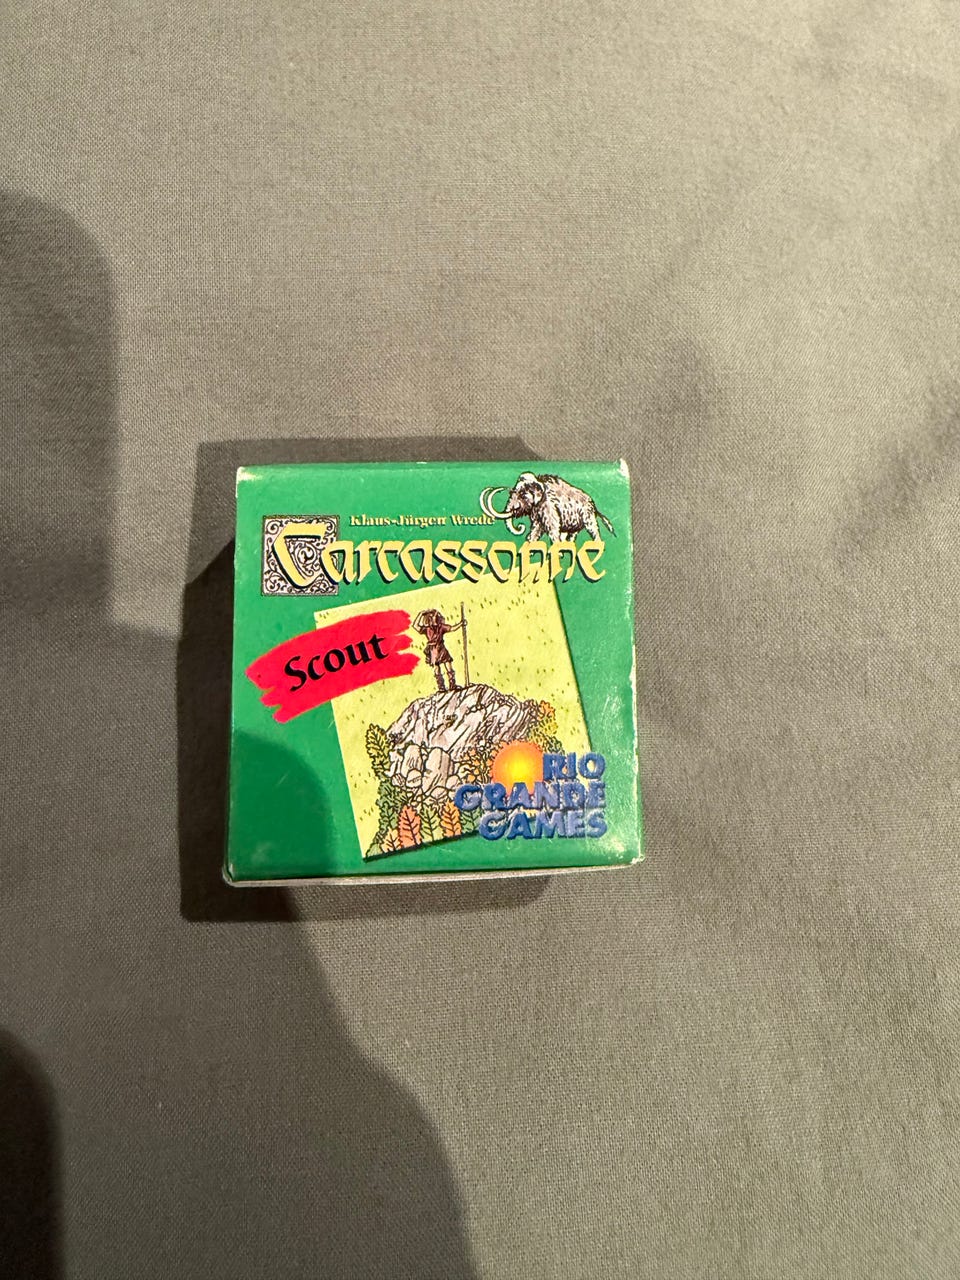 Klaus-Jürgen Wrede
Carcassonne
Scout
RIO
GRANDE
GAMES